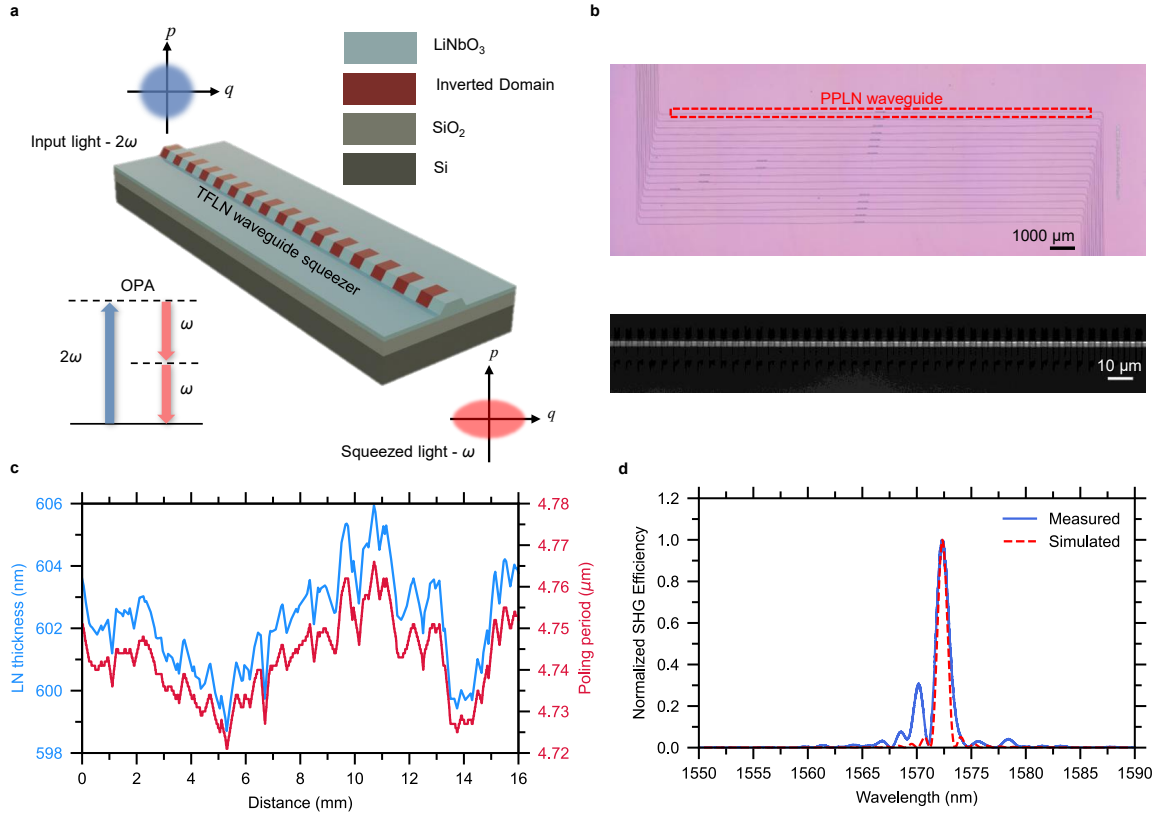 a
p
q
Input light - 2ω
LiNbO₃
Inverted Domain
SiO₂
Si
TFLN waveguide squeezer
OPA
2ω
ω
ω
p
q
Squeezed light - ω
b
PPLN waveguide
1000 µm
10 µm
c
LN thickness (nm)
606
604
602
600
598
0 2 4 6 8 10 12 14 16
Distance (mm)
4.78
4.77
4.76
4.75
4.74
4.73
4.72
Poling period (µm)
d
Normalized SHG Efficiency
1.2
1.0
0.8
0.6
0.4
0.2
0.0
Measured
Simulated
1550 1555 1560 1565 1570 1575 1580 1585 1590
Wavelength (nm)